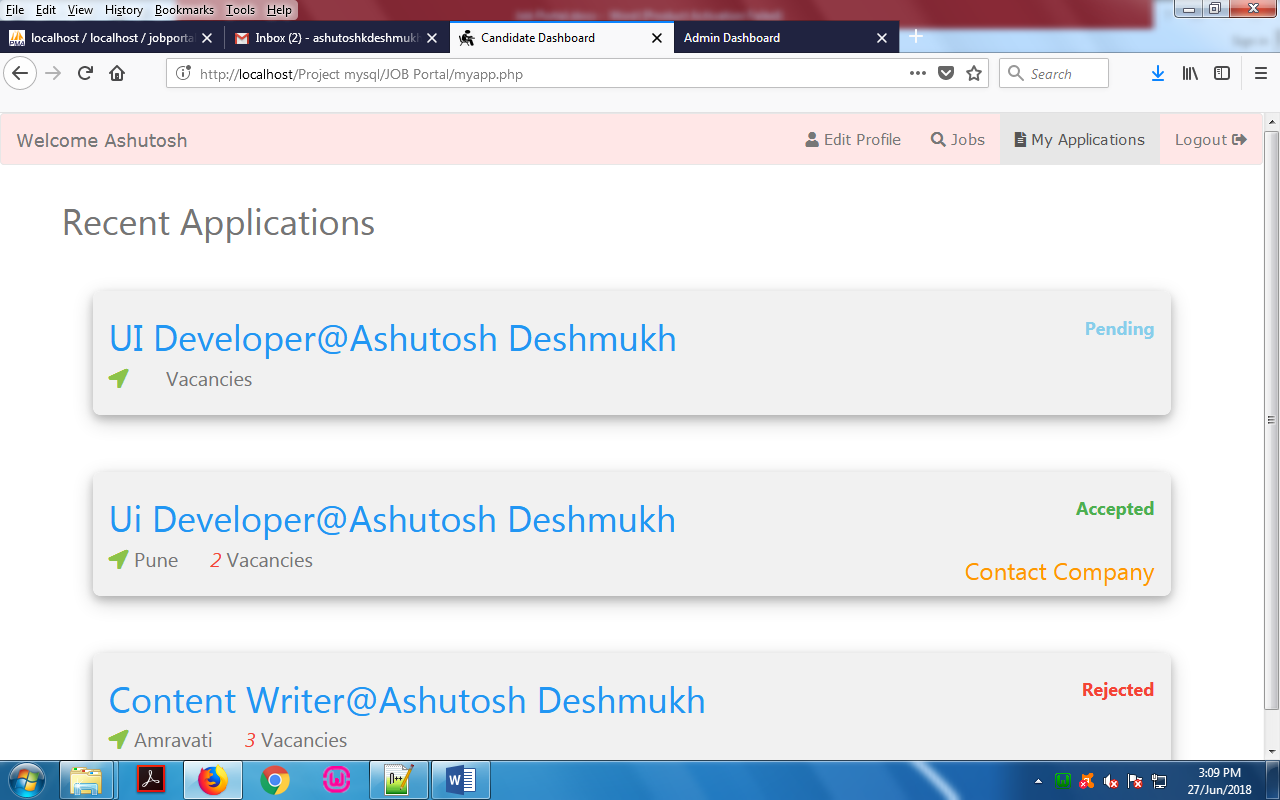 File Edit View History Bookmarks Tools Help
localhost / localhost / jobporta
Inbox (2) - ashutoshkdeshmukh
Candidate Dashboard
Admin Dashboard
http://localhost/Project mysql/JOB Portal/myapp.php
Search
Welcome Ashutosh
Edit Profile
Jobs
My Applications
Logout
Recent Applications
UI Developer@Ashutosh Deshmukh
Pending
Vacancies
Ui Developer@Ashutosh Deshmukh
Accepted
Pune 2 Vacancies
Contact Company
Content Writer@Ashutosh Deshmukh
Rejected
Amravati 3 Vacancies
3:09 PM
27/Jun/2018